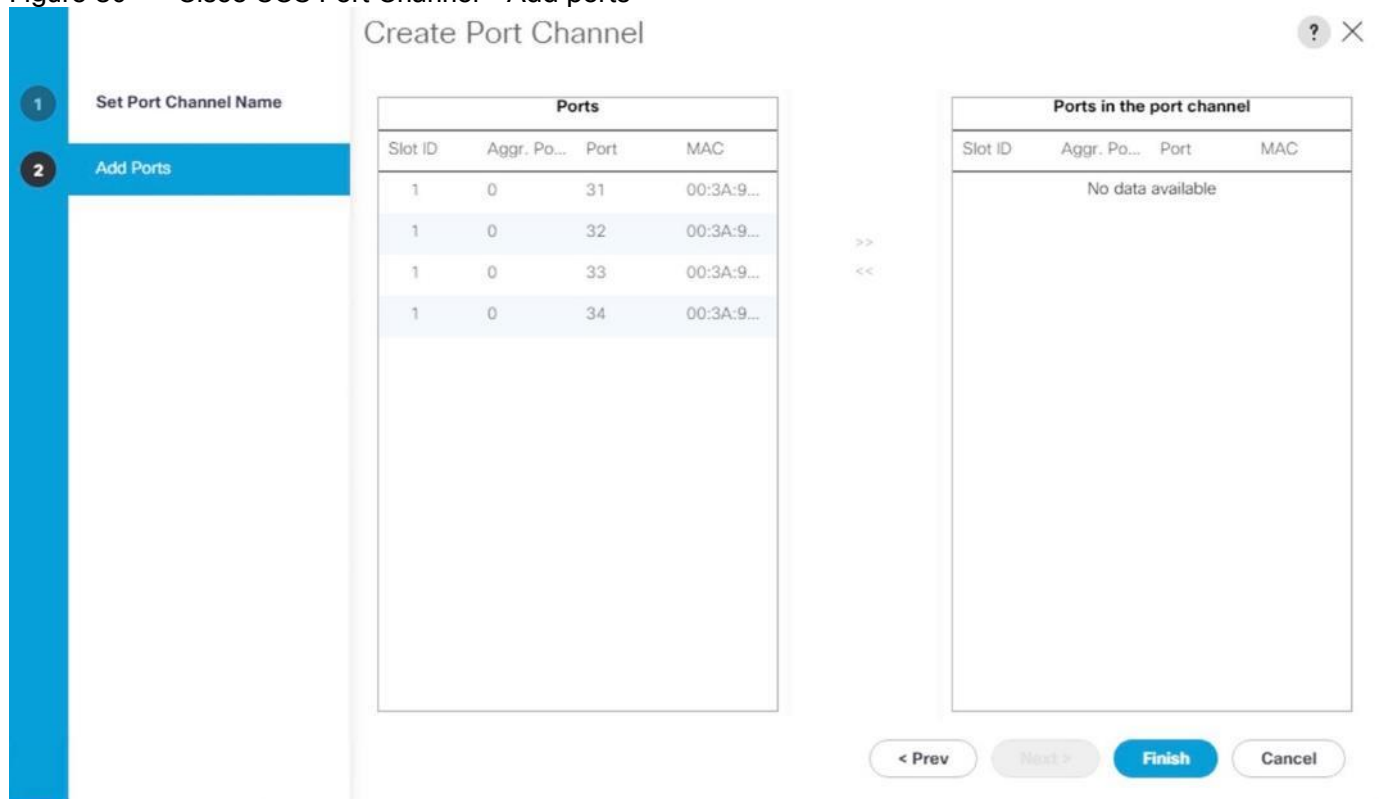 Create Port Channel
?
1 Set Port Channel Name
2 Add Ports
Ports
Slot ID Aggr. Po... Port MAC
1 0 31 00:3A:9...
1 0 32 00:3A:9...
1 0 33 00:3A:9...
1 0 34 00:3A:9...
>>
<<
Ports in the port channel
Slot ID Aggr. Po... Port MAC
No data available
< Prev Next > Finish Cancel